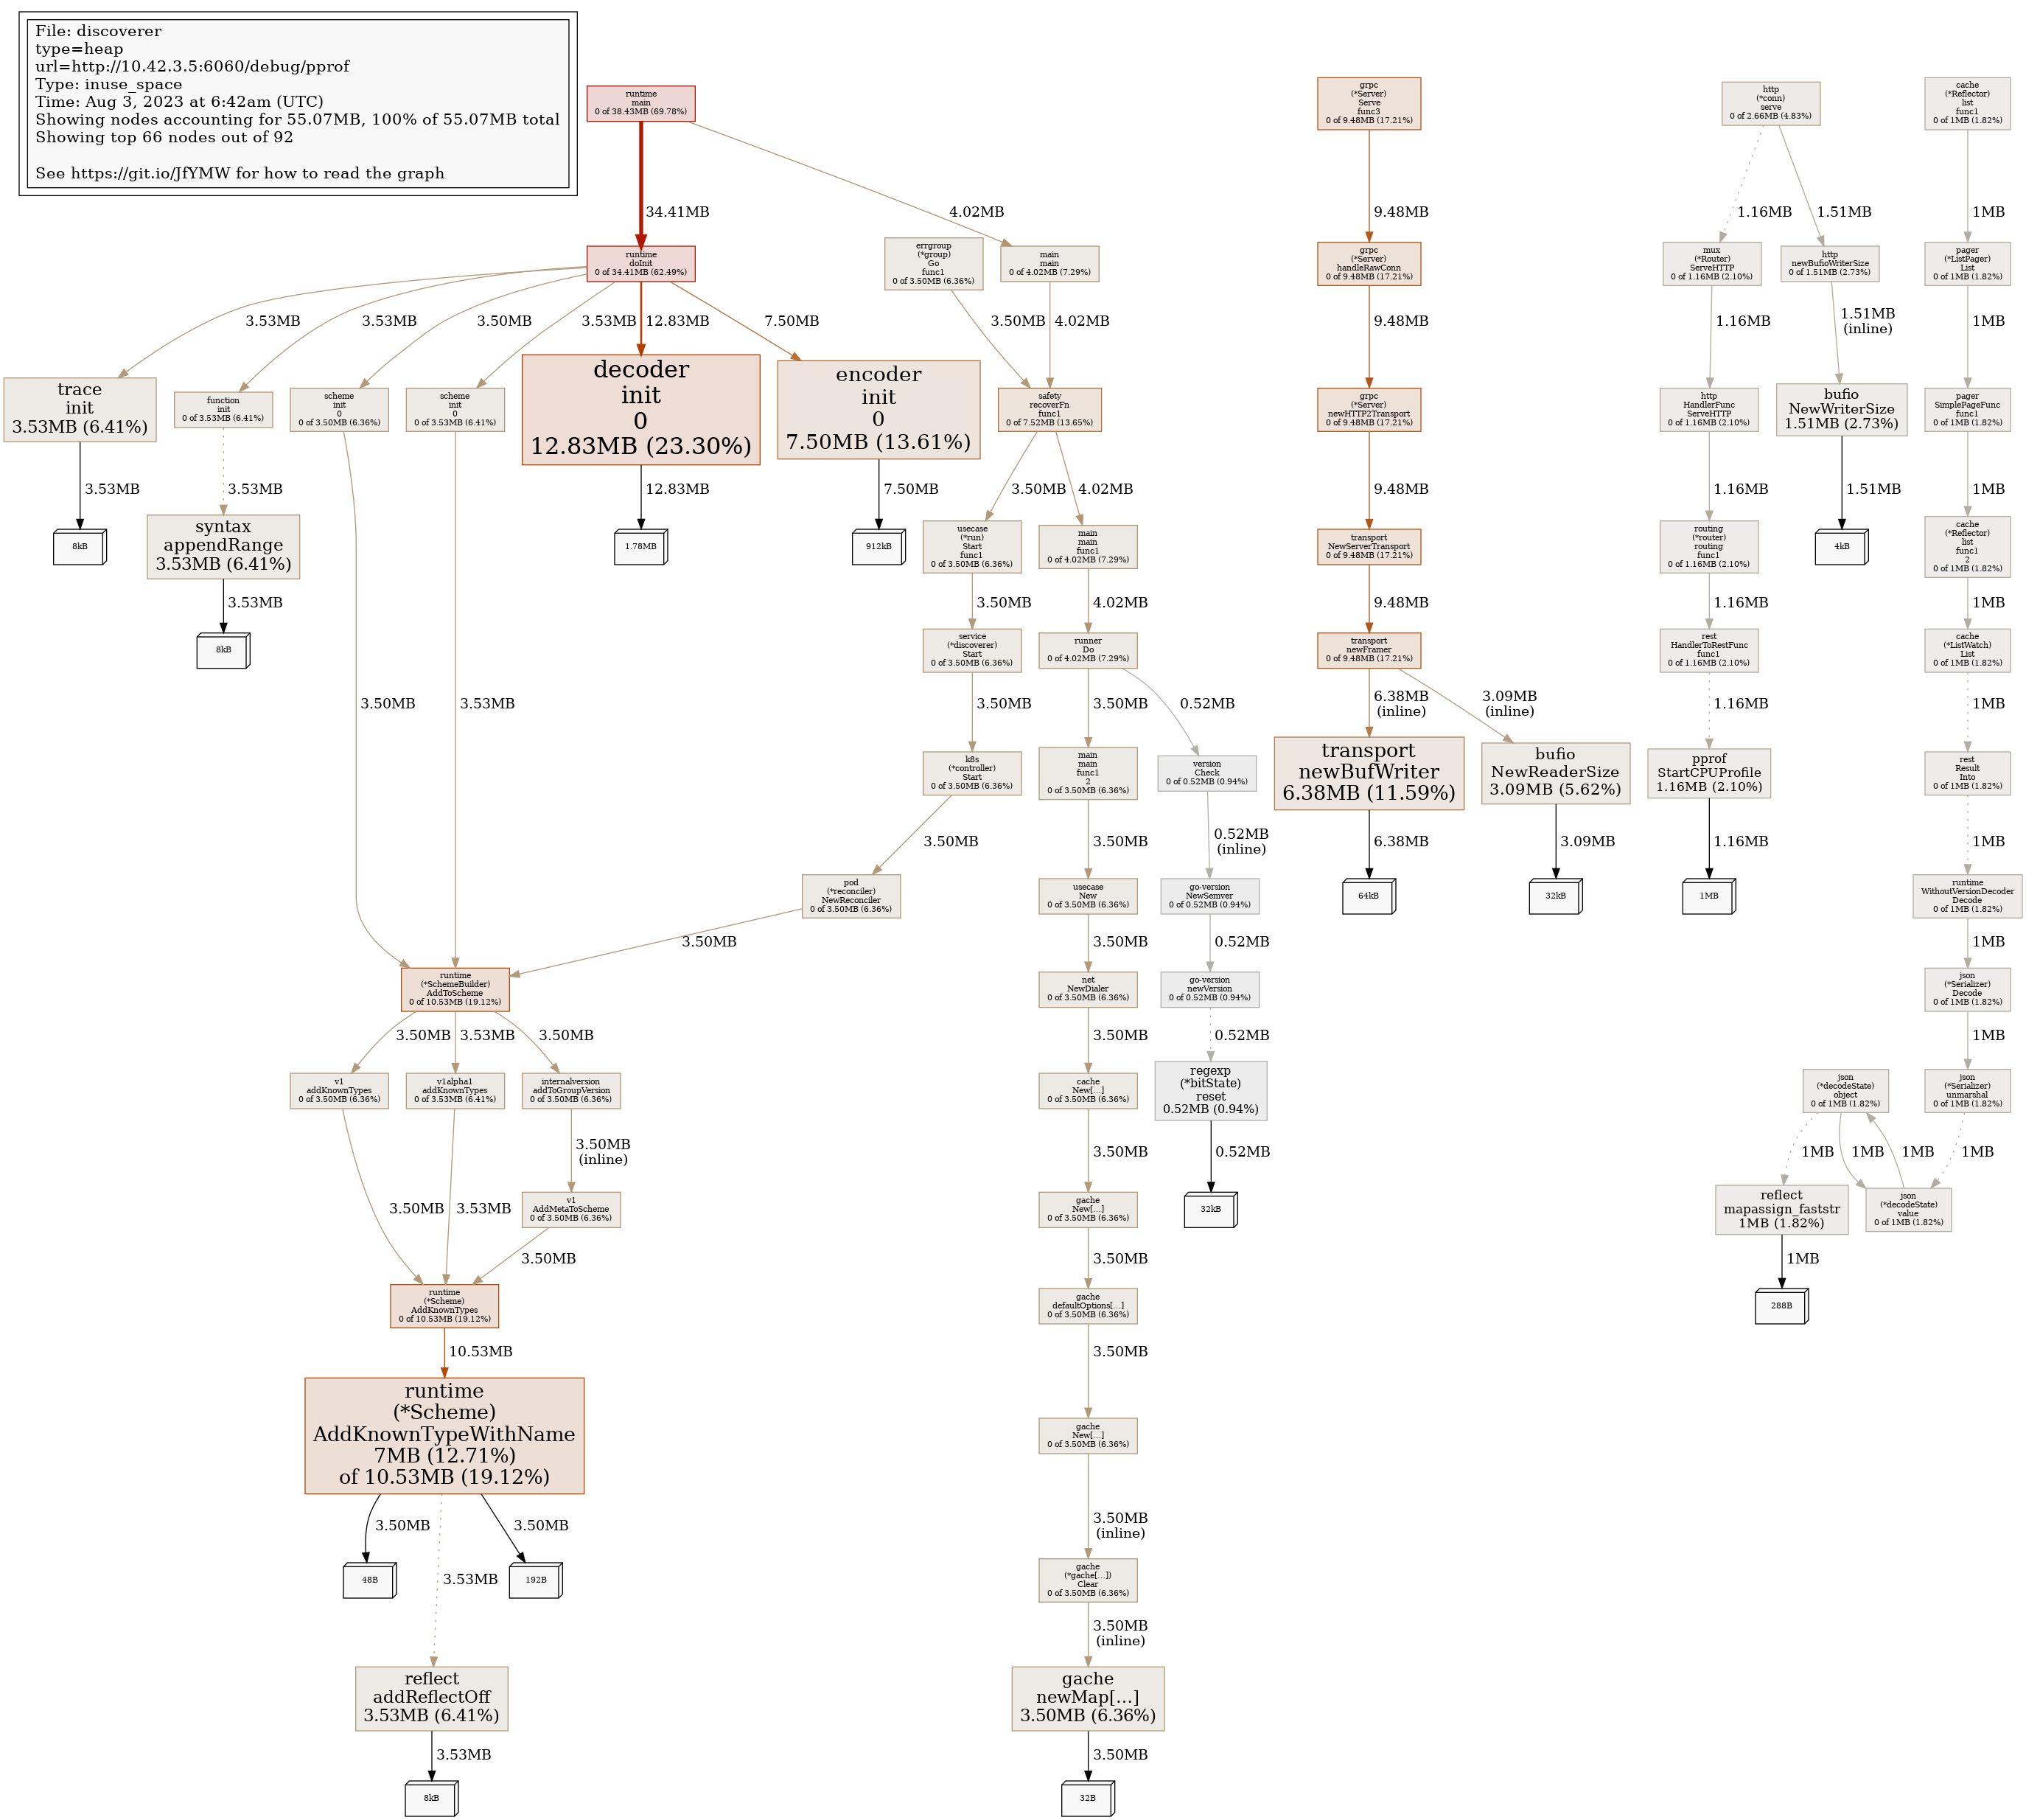 File: discoverer
type=heap
url=http://10.42.3.5:6060/debug/pprof
Type: inuse_space
Time: Aug 3, 2023 at 6:42am (UTC)
Showing nodes accounting for 55.07MB, 100% of 55.07MB total
Showing top 66 nodes out of 92
See https://git.io/JfYMW for how to read the graph
runtime
main
0 of 38.43MB (69.78%)
grpc
(*Server)
Serve
func3
0 of 9.48MB (17.21%)
http
(*conn)
serve
0 of 2.66MB (4.83%)
cache
(*Reflector)
list
func1
0 of 1MB (1.82%)
34.41MB
4.02MB
9.48MB
1.16MB
1.51MB
1MB
runtime
doInit
0 of 34.41MB (62.49%)
errgroup
(*group)
Go
func1
0 of 3.50MB (6.36%)
main
main
0 of 4.02MB (7.29%)
grpc
(*Server)
handleRawConn
0 of 9.48MB (17.21%)
mux
(*Router)
ServeHTTP
0 of 1.16MB (2.10%)
http
newBufioWriterSize
0 of 1.51MB (2.73%)
pager
(*ListPager)
List
0 of 1MB (1.82%)
3.53MB
3.53MB
3.50MB
3.53MB
12.83MB
7.50MB
3.50MB
4.02MB
9.48MB
1.16MB
1.51MB
(inline)
1MB
trace
init
3.53MB (6.41%)
function
init
0 of 3.53MB (6.41%)
scheme
init
0
0 of 3.50MB (6.36%)
scheme
init
0
0 of 3.53MB (6.41%)
decoder
init
0
12.83MB (23.30%)
encoder
init
0
7.50MB (13.61%)
safety
recoverFn
func1
0 of 7.52MB (13.65%)
grpc
(*Server)
newHTTP2Transport
0 of 9.48MB (17.21%)
http
HandlerFunc
ServeHTTP
0 of 1.16MB (2.10%)
bufio
NewWriterSize
1.51MB (2.73%)
pager
SimplePageFunc
func1
0 of 1MB (1.82%)
3.53MB
3.53MB
12.83MB
7.50MB
3.50MB
4.02MB
9.48MB
1.16MB
1.51MB
1MB
8kB
syntax
appendRange
3.53MB (6.41%)
1.78MB
912kB
usecase
(*run)
Start
func1
0 of 3.50MB (6.36%)
main
main
func1
0 of 4.02MB (7.29%)
transport
NewServerTransport
0 of 9.48MB (17.21%)
routing
(*router)
routing
func1
0 of 1.16MB (2.10%)
4kB
cache
(*Reflector)
list
func1
2
0 of 1MB (1.82%)
3.53MB
3.50MB
4.02MB
9.48MB
1.16MB
1MB
8kB
service
(*discoverer)
Start
0 of 3.50MB (6.36%)
runner
Do
0 of 4.02MB (7.29%)
transport
newFramer
0 of 9.48MB (17.21%)
rest
HandlerToRestFunc
func1
0 of 1.16MB (2.10%)
cache
(*ListWatch)
List
0 of 1MB (1.82%)
3.50MB
3.53MB
3.50MB
3.50MB
0.52MB
6.38MB
(inline)
3.09MB
(inline)
1.16MB
1MB
k8s
(*controller)
Start
0 of 3.50MB (6.36%)
main
main
func1
2
0 of 3.50MB (6.36%)
version
Check
0 of 0.52MB (0.94%)
transport
newBufWriter
6.38MB (11.59%)
bufio
NewReaderSize
3.09MB (5.62%)
pprof
StartCPUProfile
1.16MB (2.10%)
rest
Result
Into
0 of 1MB (1.82%)
3.50MB
3.50MB
0.52MB
(inline)
6.38MB
3.09MB
1.16MB
1MB
pod
(*reconciler)
NewReconciler
0 of 3.50MB (6.36%)
usecase
New
0 of 3.50MB (6.36%)
go-version
NewSemver
0 of 0.52MB (0.94%)
64kB
32kB
1MB
runtime
WithoutVersionDecoder
Decode
0 of 1MB (1.82%)
3.50MB
3.50MB
0.52MB
1MB
runtime
(*SchemeBuilder)
AddToScheme
0 of 10.53MB (19.12%)
net
NewDialer
0 of 3.50MB (6.36%)
go-version
newVersion
0 of 0.52MB (0.94%)
json
(*Serializer)
Decode
0 of 1MB (1.82%)
3.50MB
3.53MB
3.50MB
3.50MB
0.52MB
1MB
v1
addKnownTypes
0 of 3.50MB (6.36%)
v1alpha1
addKnownTypes
0 of 3.53MB (6.41%)
internalversion
addToGroupVersion
0 of 3.50MB (6.36%)
cache
New[...]
0 of 3.50MB (6.36%)
regexp
(*bitState)
reset
0.52MB (0.94%)
json
(*decodeState)
object
0 of 1MB (1.82%)
json
(*Serializer)
unmarshal
0 of 1MB (1.82%)
3.50MB
(inline)
3.50MB
0.52MB
1MB
1MB
1MB
1MB
3.50MB
3.53MB
v1
AddMetaToScheme
0 of 3.50MB (6.36%)
gache
New[...]
0 of 3.50MB (6.36%)
32kB
reflect
mapassign_faststr
1MB (1.82%)
json
(*decodeState)
value
0 of 1MB (1.82%)
3.50MB
3.50MB
1MB
runtime
(*Scheme)
AddKnownTypes
0 of 10.53MB (19.12%)
gache
defaultOptions[...]
0 of 3.50MB (6.36%)
288B
10.53MB
3.50MB
runtime
(*Scheme)
AddKnownTypeWithName
7MB (12.71%)
of 10.53MB (19.12%)
gache
New[...]
0 of 3.50MB (6.36%)
3.50MB
3.53MB
3.50MB
3.50MB
(inline)
48B
192B
gache
(*gache[...])
Clear
0 of 3.50MB (6.36%)
3.50MB
(inline)
reflect
addReflectOff
3.53MB (6.41%)
gache
newMap[...]
3.50MB (6.36%)
3.53MB
3.50MB
8kB
32B